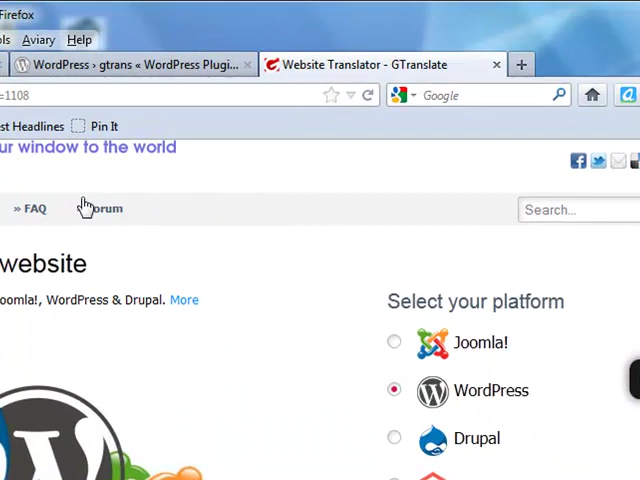 Firefox
ols Aviary Help
WordPress › gtrans « WordPress Plugi... × Website Translator - GTranslate × +
=1108 Google
st Headlines Pin It
ur window to the world
» FAQ orum Search...
website
oomla!, WordPress & Drupal. More
Select your platform
Joomla!
WordPress
Drupal